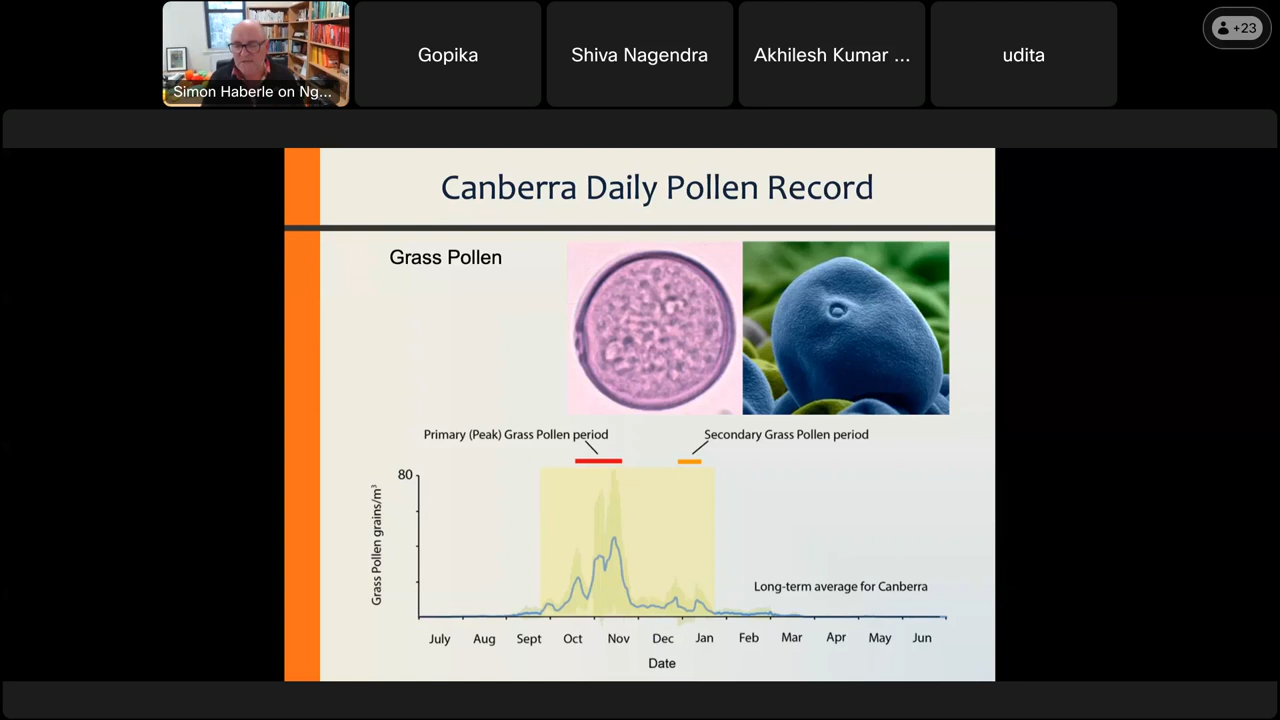 Simon Haberle on Ng...
Gopika
Shiva Nagendra
Akhilesh Kumar ...
udita
+23
Canberra Daily Pollen Record
Grass Pollen
Primary (Peak) Grass Pollen period
Secondary Grass Pollen period
80
Grass Pollen grains/m³
Long-term average for Canberra
July Aug Sept Oct Nov Dec Jan Feb Mar Apr May Jun
Date